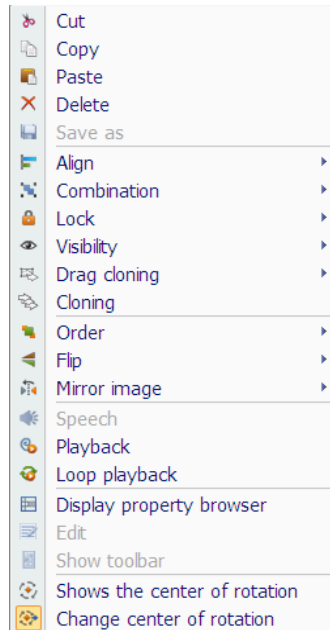 Cut
Copy
Paste
Delete
Save as
Align
Combination
Lock
Visibility
Drag cloning
Cloning
Order
Flip
Mirror image
Speech
Playback
Loop playback
Display property browser
Edit
Show toolbar
Shows the center of rotation
Change center of rotation